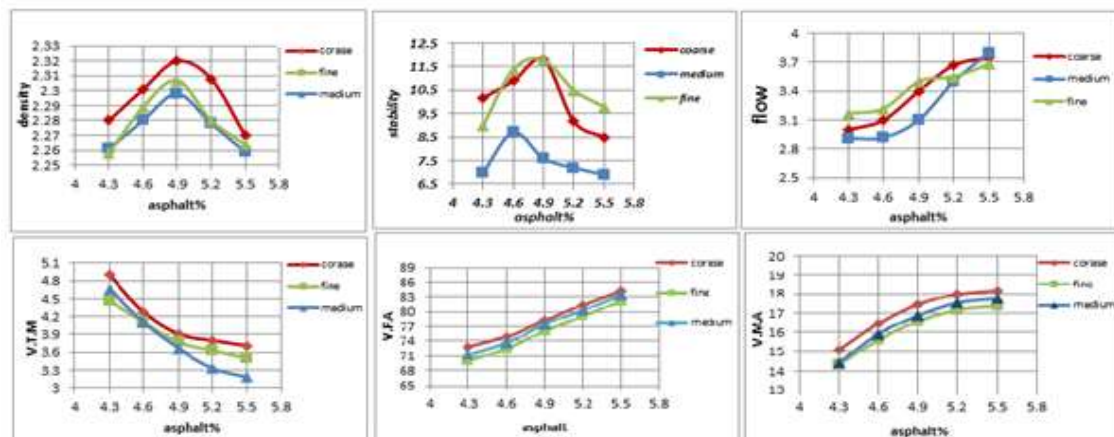 density
2.33
2.32
2.31
2.3
2.29
2.28
2.27
2.26
2.25
4 4.3 4.6 4.9 5.2 5.5 5.8
asphalt%
corase
fine
medium
stability
12.5
11.5
10.5
9.5
8.5
7.5
6.5
4 4.3 4.6 4.9 5.2 5.5 5.8
asphalt%
coarse
medium
fine
flOW
4
3.7
3.4
3.1
2.8
2.5
4 4.3 4.6 4.9 5.2 5.5 5.8
asphalt%
coarse
medium
fine
V.T.M
5.1
4.8
4.5
4.2
3.9
3.6
3.3
3
4 4.3 4.6 4.9 5.2 5.5 5.8
asphalt%
corase
fine
medium
V.F.A
89
86
83
80
77
74
71
68
65
4 4.3 4.6 4.9 5.2 5.5 5.8
corase
fine
medium
V.M.A
20
19
18
17
16
15
14
13
4 4.3 4.6 4.9 5.2 5.5 5.8
asphalt%
corase
fine
medium